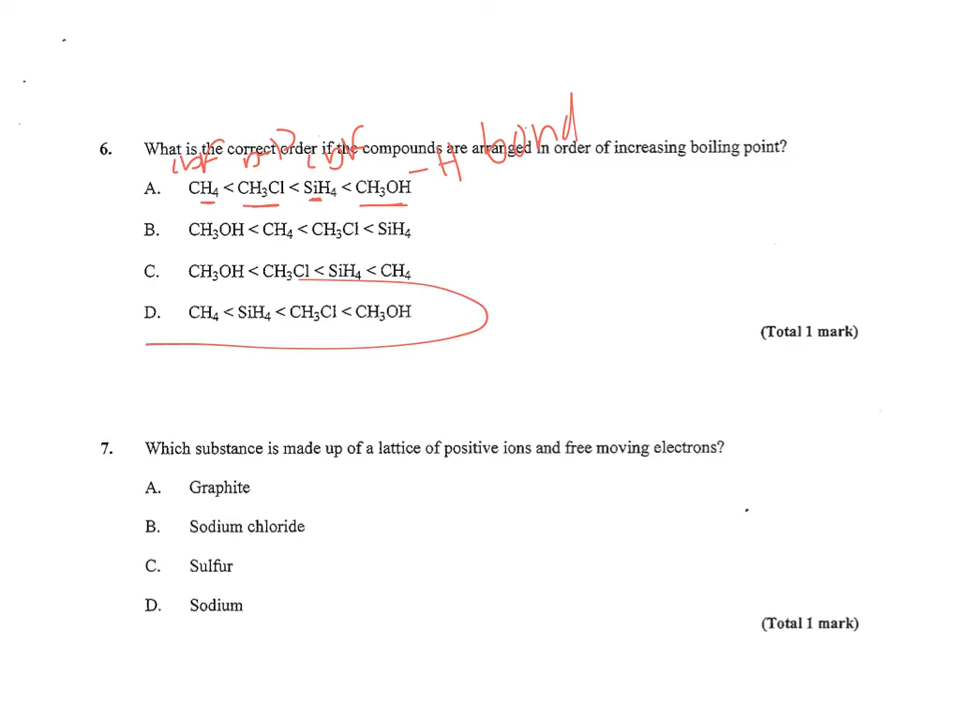 6. What is the correct order if the compounds are arranged in order of increasing boiling point?
– H bond
A. CH₄ < CH₃Cl < SiH₄ < CH₃OH
B. CH₃OH < CH₄ < CH₃Cl < SiH₄
C. CH₃OH < CH₃Cl < SiH₄ < CH₄
D. CH₄ < SiH₄ < CH₃Cl < CH₃OH
(Total 1 mark)
7. Which substance is made up of a lattice of positive ions and free moving electrons?
A. Graphite
B. Sodium chloride
C. Sulfur
D. Sodium
(Total 1 mark)